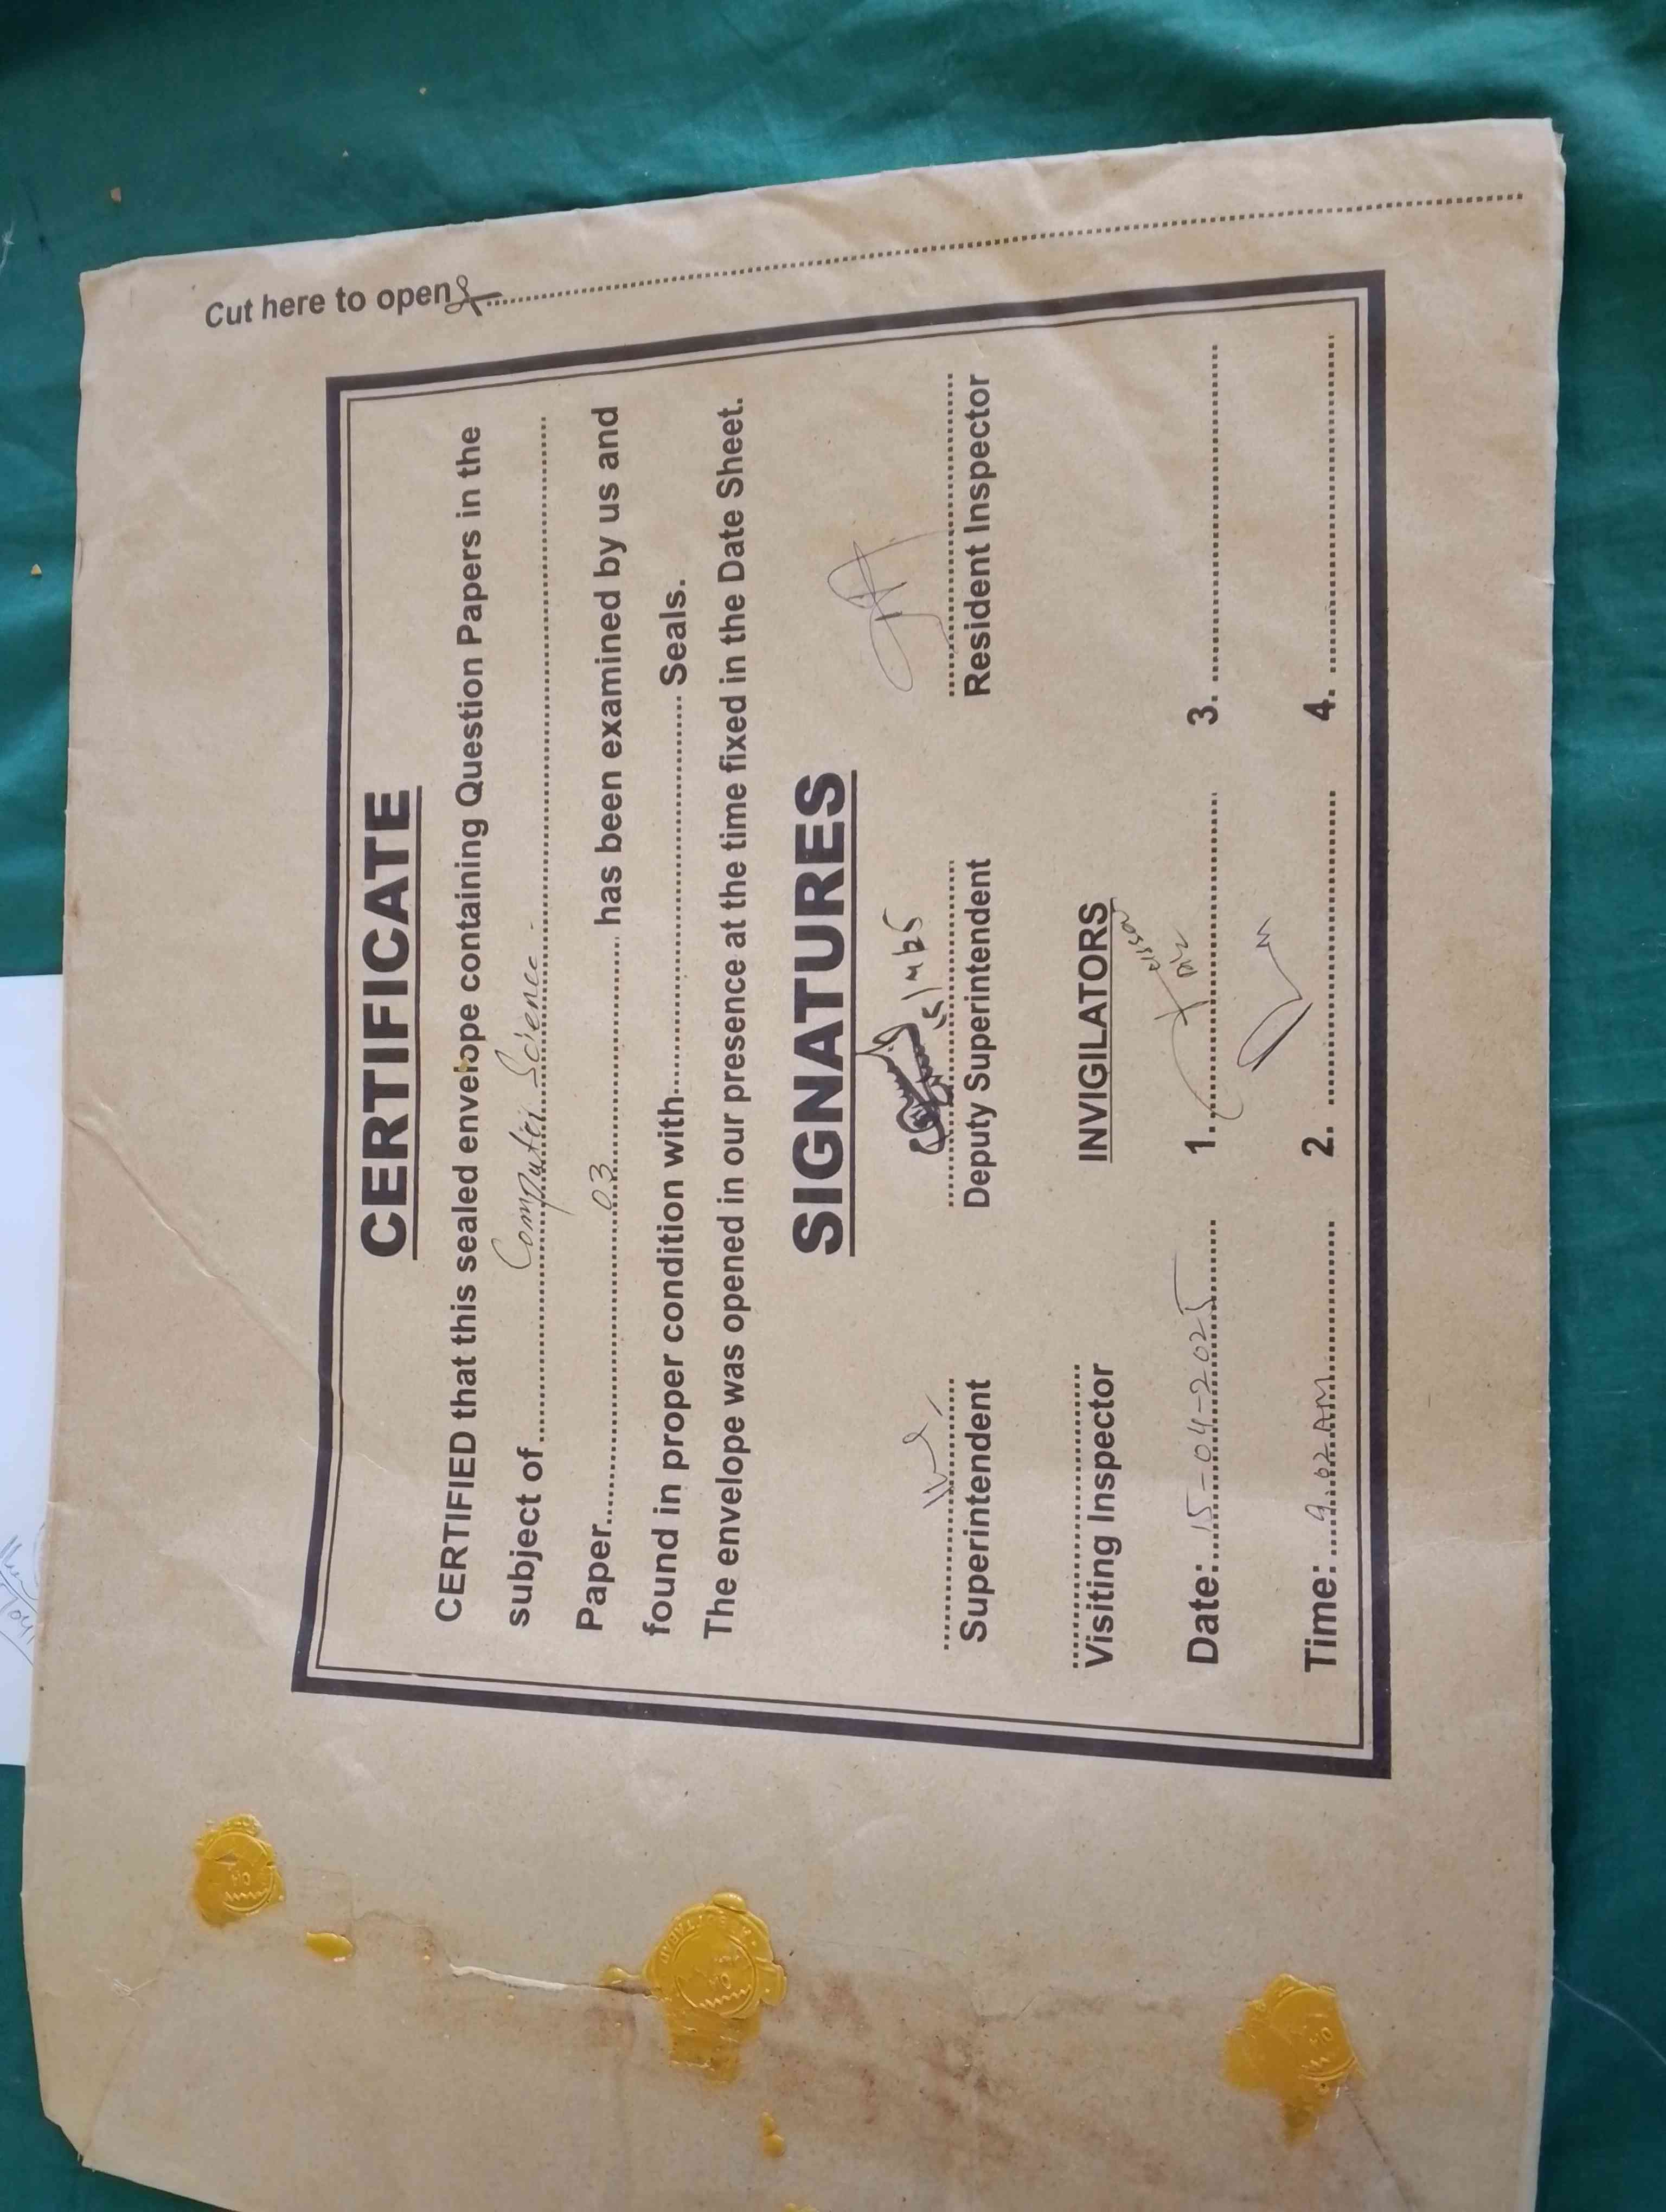 Cut here to open
CERTIFICATE
CERTIFIED that this sealed envelope containing Question Papers in the
subject of Computer Science
Paper 03 has been examined by us and
found in proper condition with Seals.
The envelope was opened in our presence at the time fixed in the Date Sheet.
SIGNATURES
Superintendent Deputy Superintendent Resident Inspector
Visiting Inspector INVIGILATORS
Date: 15-04-2025 1. 3.
Time: 9.02 AM 2. 4.